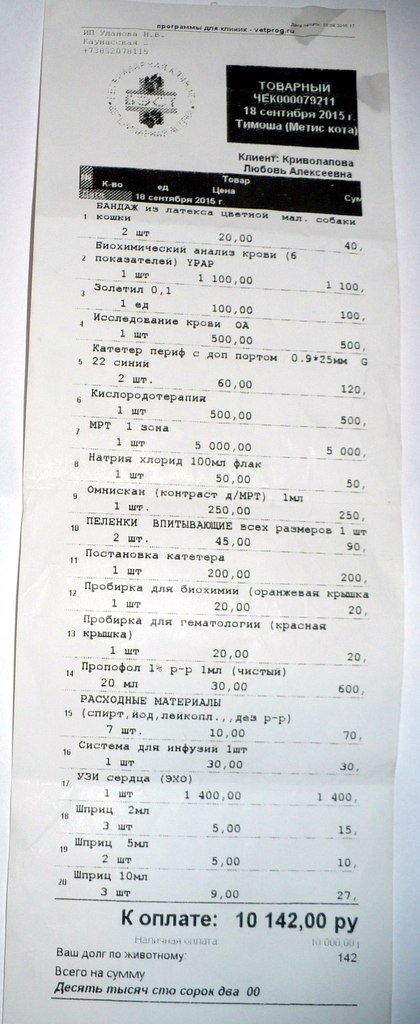 программы для клиник - vetprog.ru
ИП Уланова Н.В.
Каунасская
+73832078115
ВЕТЕРИНАРНАЯ КЛИНИКА
БЭСТ
ТОВАРНЫЙ
ЧЕК000079211
18 сентября 2015 г.
Тимоша (Метис кота)
Клиент: Криволапова
Любовь Алексеевна
№ Товар
К-во ед Цена Сум
18 сентября 2015 г.
БАНДАЖ из латекса цветной мал. собаки
1 кошки
2 шт 20,00 40,
Биохимический анализ крови (6
2 показателей) УРАР
1 шт 1 100,00 1 100,
3 Золетил 0,1
1 ед 100,00 100,
4 Исследование крови ОА
1 шт 500,00 500,
Катетер периф с доп портом 0.9*25мм G
5 22 синий
2 шт. 60,00 120,
6 Кислородотерапия
1 шт 500,00 500,
7 МРТ 1 зона
1 шт 5 000,00 5 000,
8 Натрия хлорид 100мл флак
1 шт 50,00 50,
9 Омнискан (контраст д/МРТ) 1мл
1 шт. 250,00 250,
10 ПЕЛЕНКИ ВПИТЫВАЮЩИЕ всех размеров 1 шт
2 шт. 45,00 90,
11 Постановка катетера
1 шт 200,00 200,
12 Пробирка для биохимии (оранжевая крышка
1 шт 20,00 20,
Пробирка для гематологии (красная
13 крышка)
1 шт 20,00 20,
14 Пропофол 1% р-р 1мл (чистый)
20 мл 30,00 600,
РАСХОДНЫЕ МАТЕРИАЛЫ
15 (спирт,йод,лейкопл.,,дез р-р)
7 шт. 10,00 70,
16 Система для инфузий 1шт
1 шт 30,00 30,
17 УЗИ сердца (ЭХО)
1 шт 1 400,00 1 400,
18 Шприц 2мл
3 шт 5,00 15,
19 Шприц 5мл
2 шт 5,00 10,
20 Шприц 10мл
3 шт 9,00 27,
К оплате: 10 142,00 ру
Наличная оплата: 10 000,00
Ваш долг по животному: 142
Всего на сумму
Десять тысяч сто сорок два 00